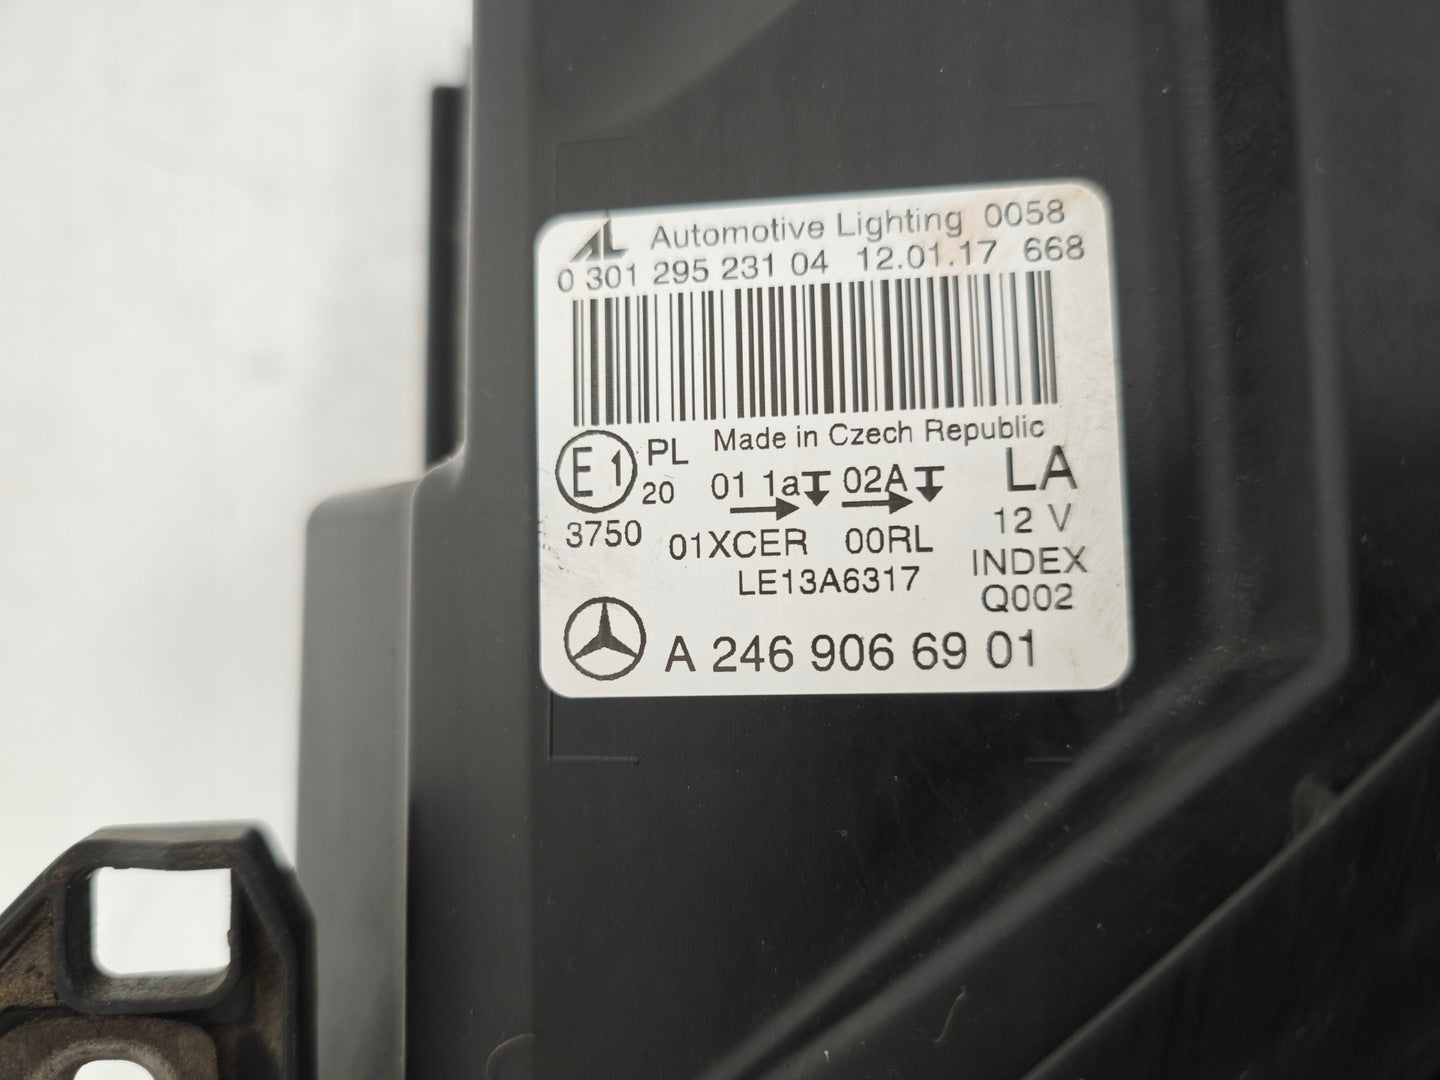 AL Automotive Lighting 0058
0 301 295 231 04 12.01.17 668
Made in Czech Republic
E1 PL 20 01 1a 02A LA
3750 01XCER 00RL 12 V
LE13A6317 INDEX
Q002
A 246 906 69 01